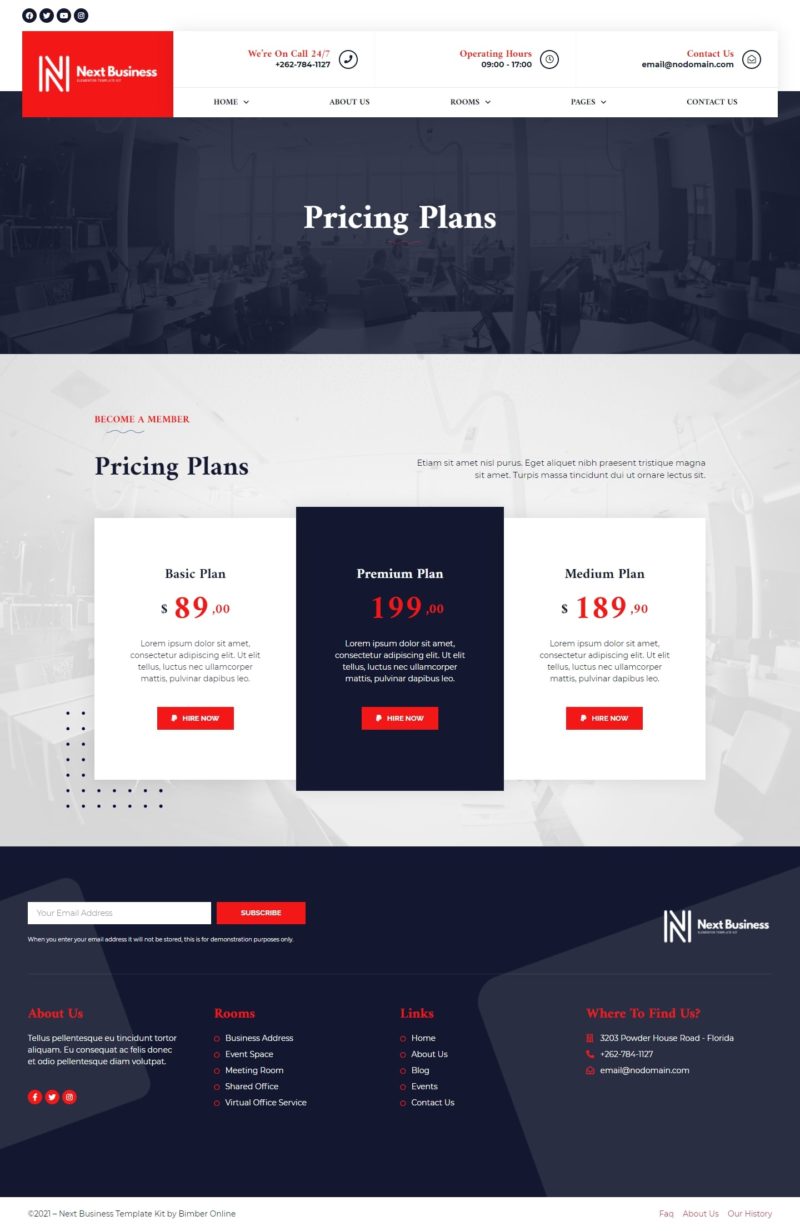 Next Business
ELEMENTOR TEMPLATE KIT
We're On Call 24/7
+262-784-1127
Operating Hours
09:00 - 17:00
Contact Us
email@nodomain.com
HOME
ABOUT US
ROOMS
PAGES
CONTACT US
Pricing Plans
BECOME A MEMBER
Pricing Plans
Etiam sit amet nisl purus. Eget aliquet nibh praesent tristique magna
sit amet. Turpis massa tincidunt dui ut ornare lectus sit.
Basic Plan
$ 89 ,00
Lorem ipsum dolor sit amet,
consectetur adipiscing elit. Ut elit
tellus, luctus nec ullamcorper
mattis, pulvinar dapibus leo.
HIRE NOW
Premium Plan
199 ,00
Lorem ipsum dolor sit amet,
consectetur adipiscing elit. Ut elit
tellus, luctus nec ullamcorper
mattis, pulvinar dapibus leo.
HIRE NOW
Medium Plan
$ 189 ,90
Lorem ipsum dolor sit amet,
consectetur adipiscing elit. Ut elit
tellus, luctus nec ullamcorper
mattis, pulvinar dapibus leo.
HIRE NOW
Your Email Address
SUBSCRIBE
When you enter your email address it will not be stored, this is for demonstration purposes only.
Next Business
ELEMENTOR TEMPLATE KIT
About Us
Tellus pellentesque eu tincidunt tortor
aliquam. Eu consequat ac felis donec
et odio pellentesque diam volutpat.
Rooms
Business Address
Event Space
Meeting Room
Shared Office
Virtual Office Service
Links
Home
About Us
Blog
Events
Contact Us
Where To Find Us?
3203 Powder House Road - Florida
+262-784-1127
email@nodomain.com
©2021 – Next Business Template Kit by Bimber Online
Faq About Us Our History